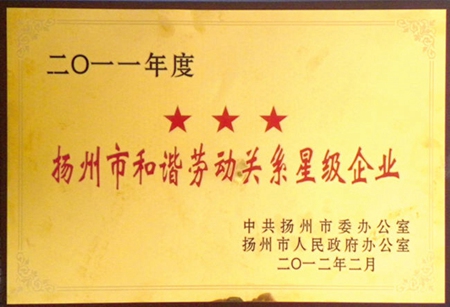 二〇一一年度
★★★
扬州市和谐劳动关系星级企业
中共扬州市委办公室
扬州市人民政府办公室
二〇一二年二月